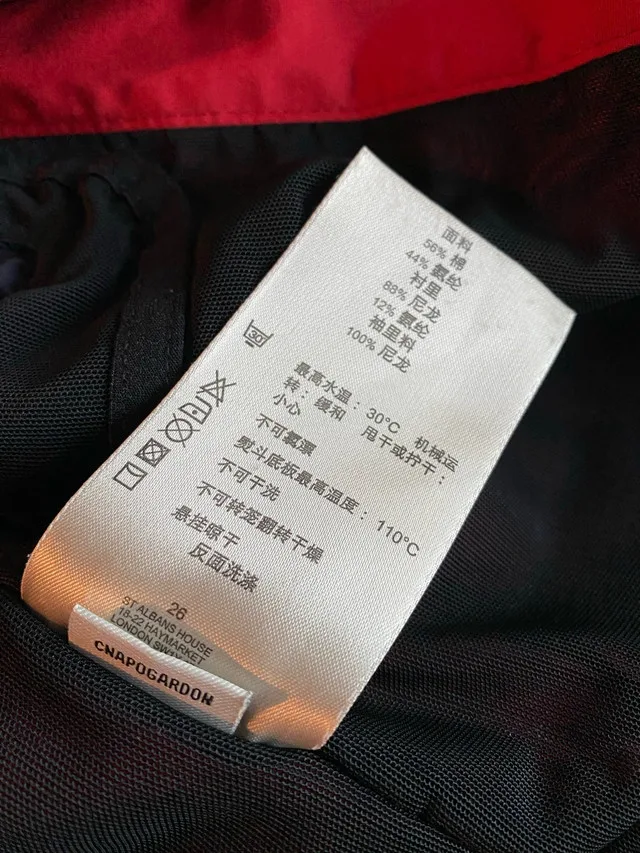 面料
56% 棉
44% 氨纶
衬里
88% 尼龙
12% 氨纶
袖里料
100% 尼龙
30
最高水温：30°C 机械运
转：缓和 甩干或拧干：
小心
不可氯漂
熨斗底板最高温度：110°C
不可干洗
不可转笼翻转干燥
悬挂晾干
反面洗涤
26
ST ALBANS HOUSE
18-22 HAYMARKET
LONDON
CNAPOGARDON